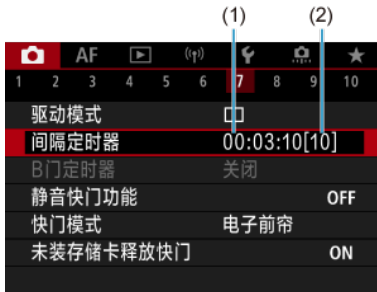 (1) (2)
AF
1 2 3 4 5 6 7 8 9 10
驱动模式
间隔定时器 00:03:10[10]
B门定时器 关闭
静音快门功能 OFF
快门模式 电子前帘
未装存储卡释放快门 ON